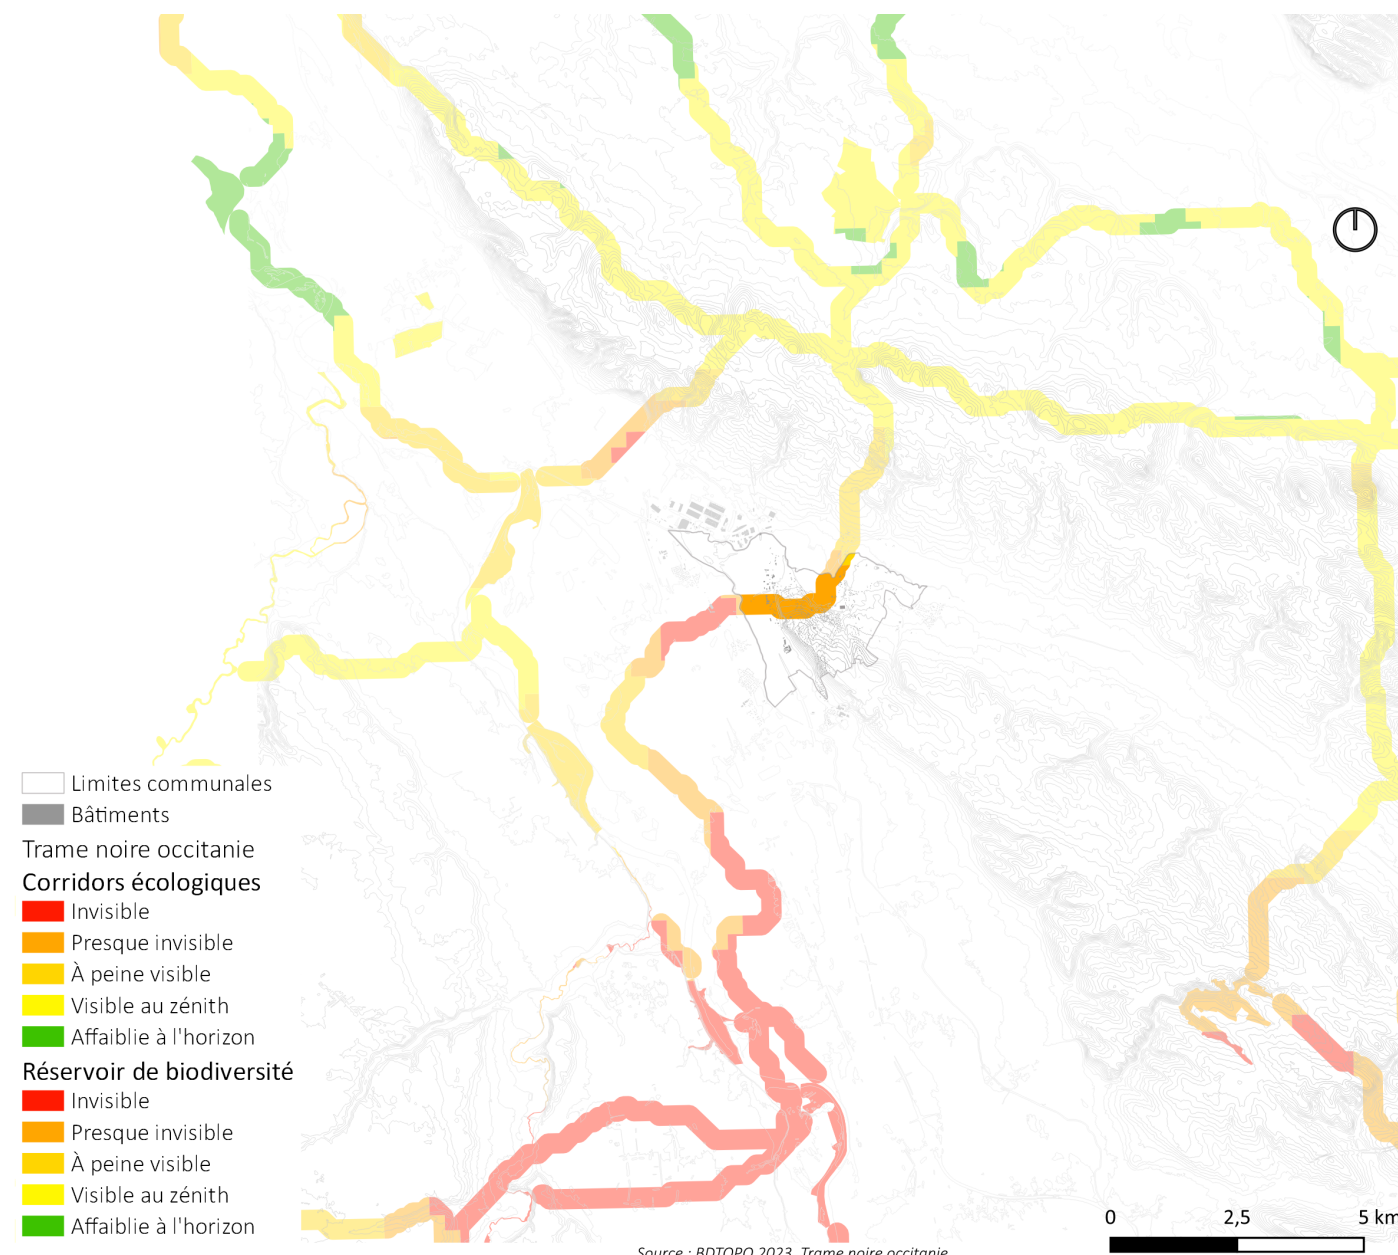 Limites communales
Bâtiments
Trame noire occitanie
Corridors écologiques
Invisible
Presque invisible
À peine visible
Visible au zénith
Affaiblie à l'horizon
Réservoir de biodiversité
Invisible
Presque invisible
À peine visible
Visible au zénith
Affaiblie à l'horizon
0 2,5 5 km
Source : BDTOPO 2023, Trame noire occitanie